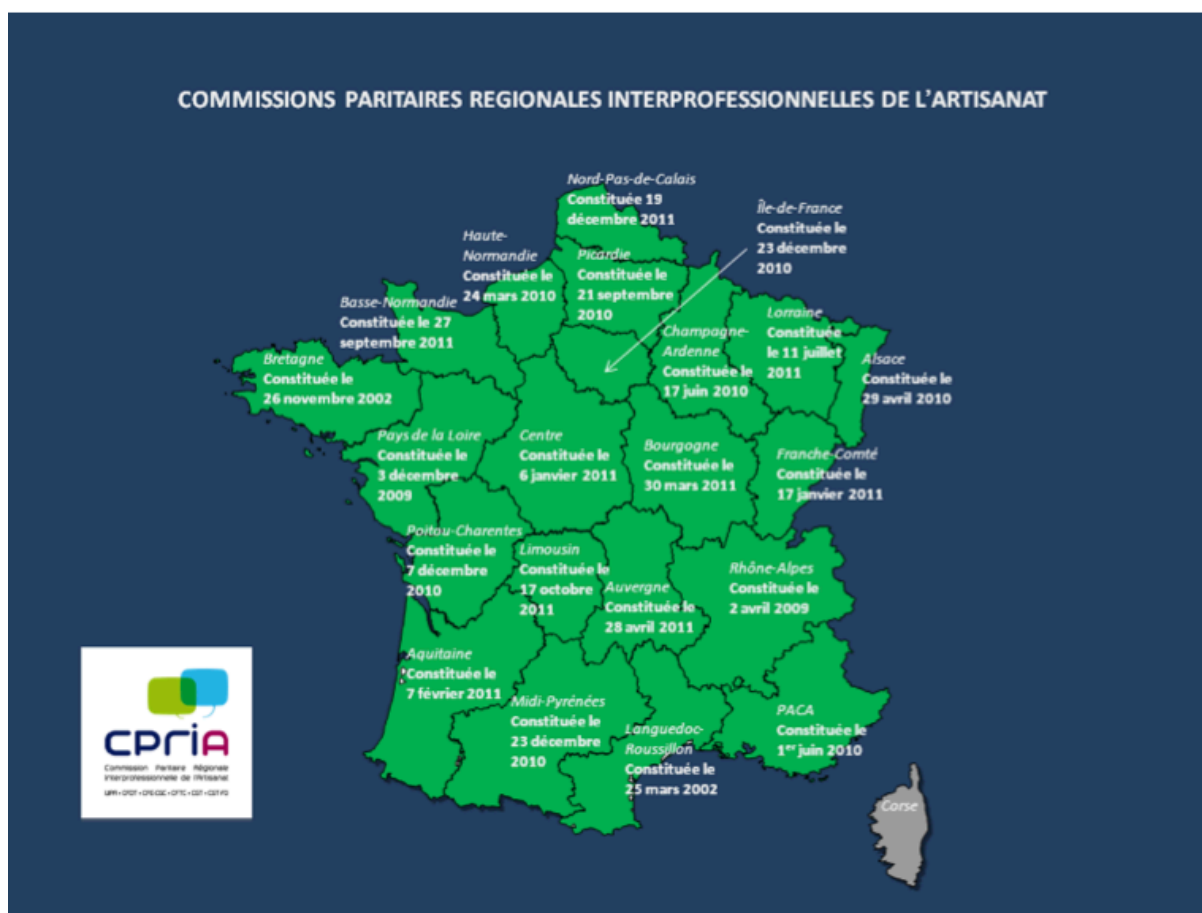 COMMISSIONS PARITAIRES REGIONALES INTERPROFESSIONNELLES DE L'ARTISANAT
Nord-Pas-de-Calais
Constituée 19
décembre 2011
Île-de-France
Constituée le
23 décembre
2010
Haute-
Normandie
Constituée le
24 mars 2010
Picardie
Constituée le
21 septembre
2010
Basse-Normandie
Constituée le 27
septembre 2011
Champagne-
Ardenne
Constituée le
17 juin 2010
Lorraine
Constituée
le 11 juillet
2011
Alsace
Constituée le
29 avril 2010
Bretagne
Constituée le
26 novembre 2002
Pays de la Loire
Constituée le
3 décembre
2009
Centre
Constituée le
6 janvier 2011
Bourgogne
Constituée le
30 mars 2011
Franche-Comté
Constituée le
17 janvier 2011
Poitou-Charentes
Constituée le
7 décembre
2010
Limousin
Constituée le
17 octobre
2011
Auvergne
Constituée le
28 avril 2011
Rhône-Alpes
Constituée le
2 avril 2009
Aquitaine
Constituée le
7 février 2011
Midi-Pyrénées
Constituée le
23 décembre
2010
Languedoc-
Roussillon
Constituée le
25 mars 2002
PACA
Constituée le
1er juin 2010
Corse
CPRIA
Commission Paritaire Régionale
Interprofessionnelle de l'Artisanat
UPA • CFDT • CFE-CGC • CFTC • CGT • CGT-FO